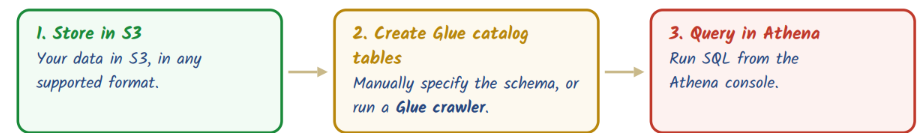 1. Store in S3
Your data in S3, in any
supported format.
2. Create Glue catalog
tables
Manually specify the schema, or
run a Glue crawler.
3. Query in Athena
Run SQL from the
Athena console.